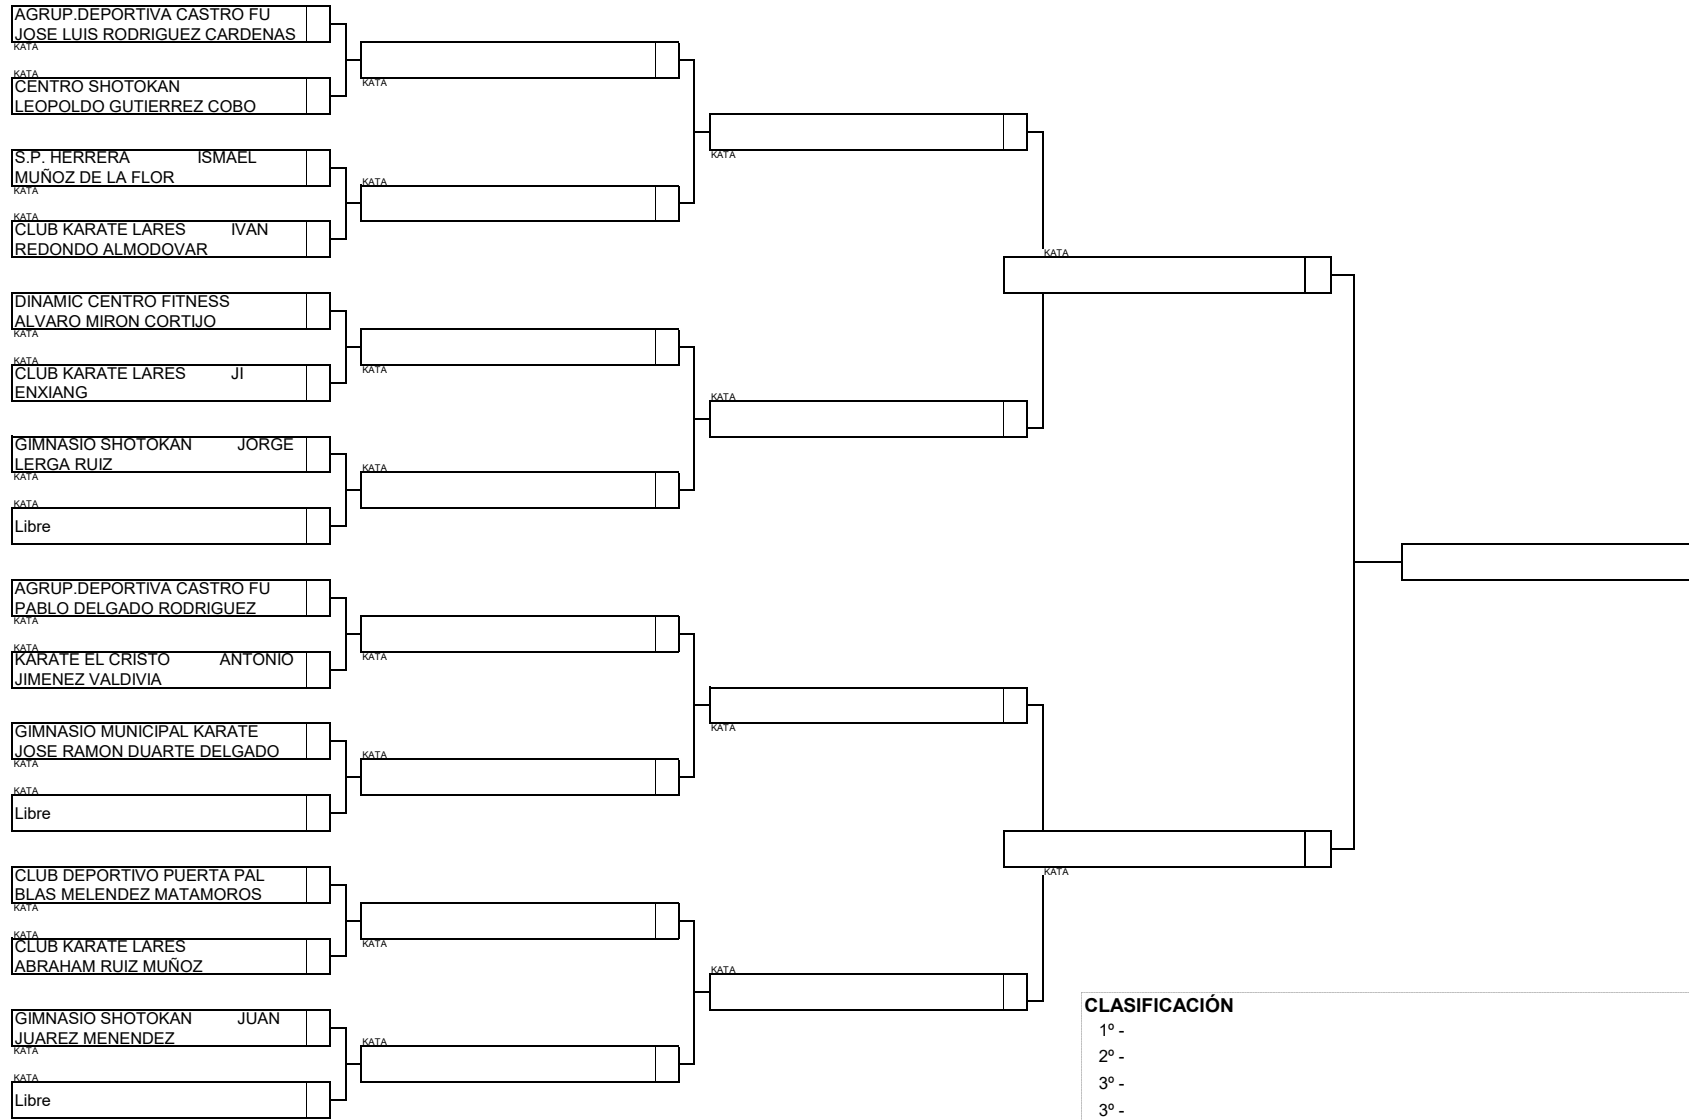 AGRUP.DEPORTIVA CASTRO FU
JOSE LUIS RODRIGUEZ CARDENAS
KATA
KATA
CENTRO SHOTOKAN
LEOPOLDO GUTIERREZ COBO
S.P. HERRERA ISMAEL
MUÑOZ DE LA FLOR
KATA
KATA
CLUB KARATE LARES IVAN
REDONDO ALMODOVAR
DINAMIC CENTRO FITNESS
ALVARO MIRON CORTIJO
KATA
KATA
CLUB KARATE LARES JI
ENXIANG
GIMNASIO SHOTOKAN JORGE
LERGA RUIZ
KATA
KATA
Libre
AGRUP.DEPORTIVA CASTRO FU
PABLO DELGADO RODRIGUEZ
KATA
KATA
KARATE EL CRISTO ANTONIO
JIMENEZ VALDIVIA
GIMNASIO MUNICIPAL KARATE
JOSE RAMON DUARTE DELGADO
KATA
KATA
Libre
CLUB DEPORTIVO PUERTA PAL
BLAS MELENDEZ MATAMOROS
KATA
KATA
CLUB KARATE LARES
ABRAHAM RUIZ MUÑOZ
GIMNASIO SHOTOKAN JUAN
JUAREZ MENENDEZ
KATA
KATA
Libre
KATA
KATA
KATA
KATA
KATA
KATA
KATA
KATA
KATA
KATA
KATA
KATA
KATA
KATA
CLASIFICACIÓN
1º -
2º -
3º -
3º -